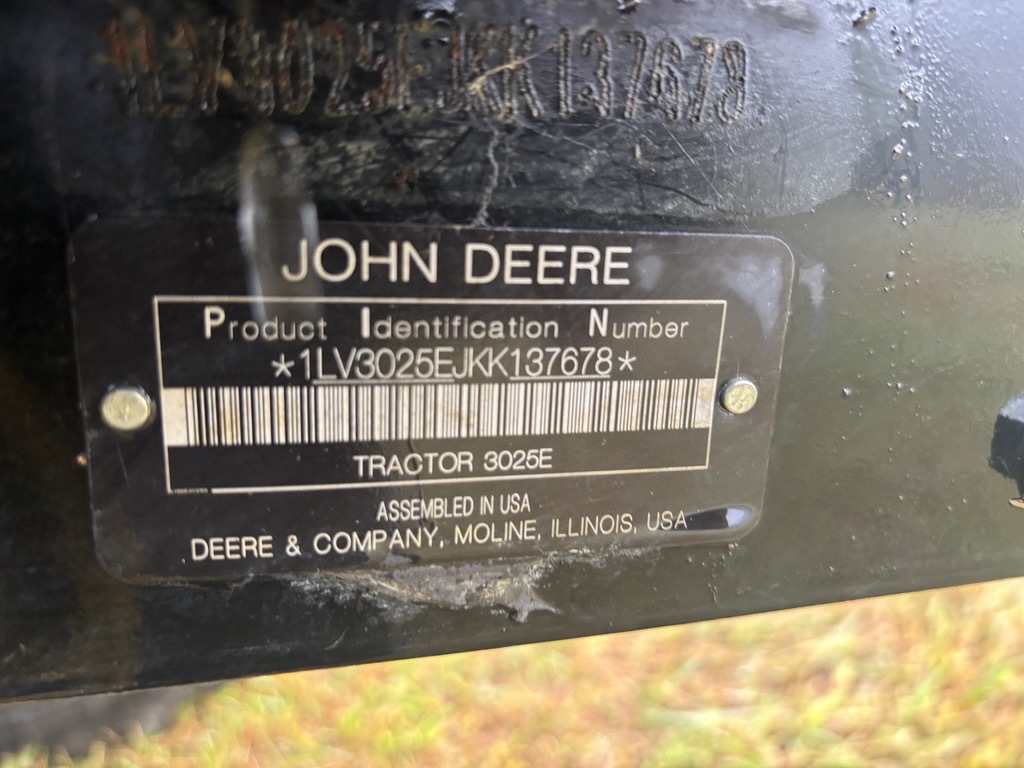 1LV3025EJKK137678
JOHN DEERE
Product Identification Number
*1LV3025EJKK137678*
TRACTOR 3025E
ASSEMBLED IN USA
DEERE & COMPANY, MOLINE, ILLINOIS, USA